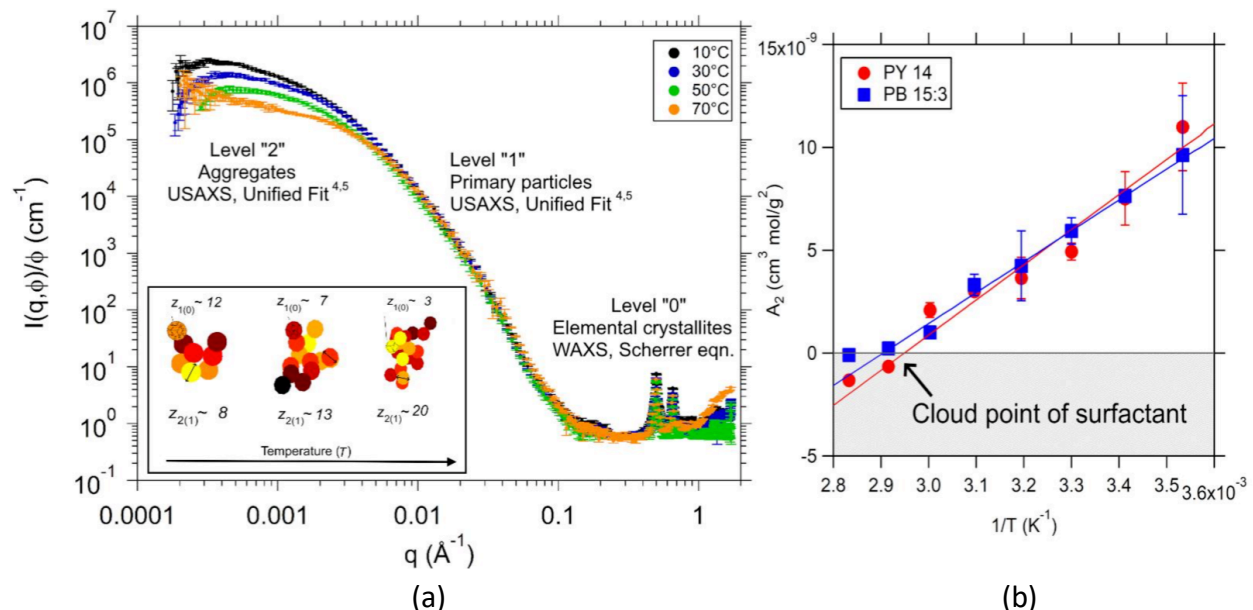 10⁷
10⁶
10⁵
10⁴
10³
10²
10¹
10⁰
10⁻¹
I(q,ϕ)/ϕ (cm⁻¹)
10°C
30°C
50°C
70°C
Level "2"
Aggregates
USAXS, Unified Fit 4,5
Level "1"
Primary particles
USAXS, Unified Fit 4,5
Level "0"
Elemental crystallites
WAXS, Scherrer eqn.
z1(0)~ 12 z1(0)~ 7 z1(0)~ 3
z2(1)~ 8 z2(1)~ 13 z2(1)~ 20
Temperature (T)
0.0001 0.001 0.01 0.1 1
q (Å⁻¹)
(a)
15x10⁻⁹
10
5
0
-5
A₂ (cm³ mol/g²)
PY 14
PB 15:3
Cloud point of surfactant
2.8 2.9 3.0 3.1 3.2 3.3 3.4 3.5 3.6x10⁻³
1/T (K⁻¹)
(b)